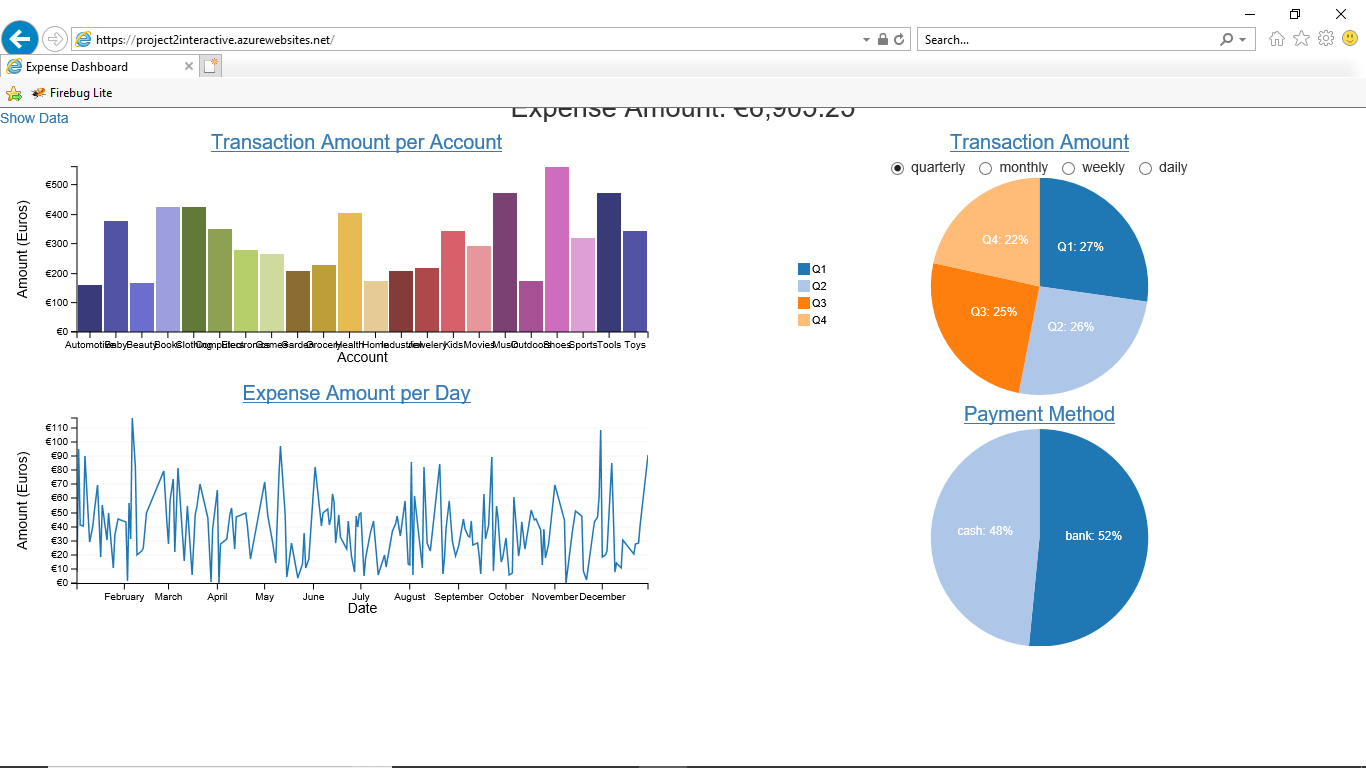 https://project2interactive.azurewebsites.net/
Search...
Expense Dashboard
Firebug Lite
Expense Amount: €6,905.25
Show Data
Transaction Amount per Account
Amount (Euros)
€500
€400
€300
€200
€100
€0
Automotive Baby Beauty Books Clothing Computers Electronics Games Garden Grocery Health Home Industrial Jewelery Kids Movies Music Outdoors Shoes Sports Tools Toys
Account
Transaction Amount
quarterly monthly weekly daily
Q1
Q2
Q3
Q4
Q4: 22%
Q1: 27%
Q3: 25%
Q2: 26%
Expense Amount per Day
Amount (Euros)
€110
€100
€90
€80
€70
€60
€50
€40
€30
€20
€10
€0
February March April May June July August September October November December
Date
Payment Method
cash: 48%
bank: 52%